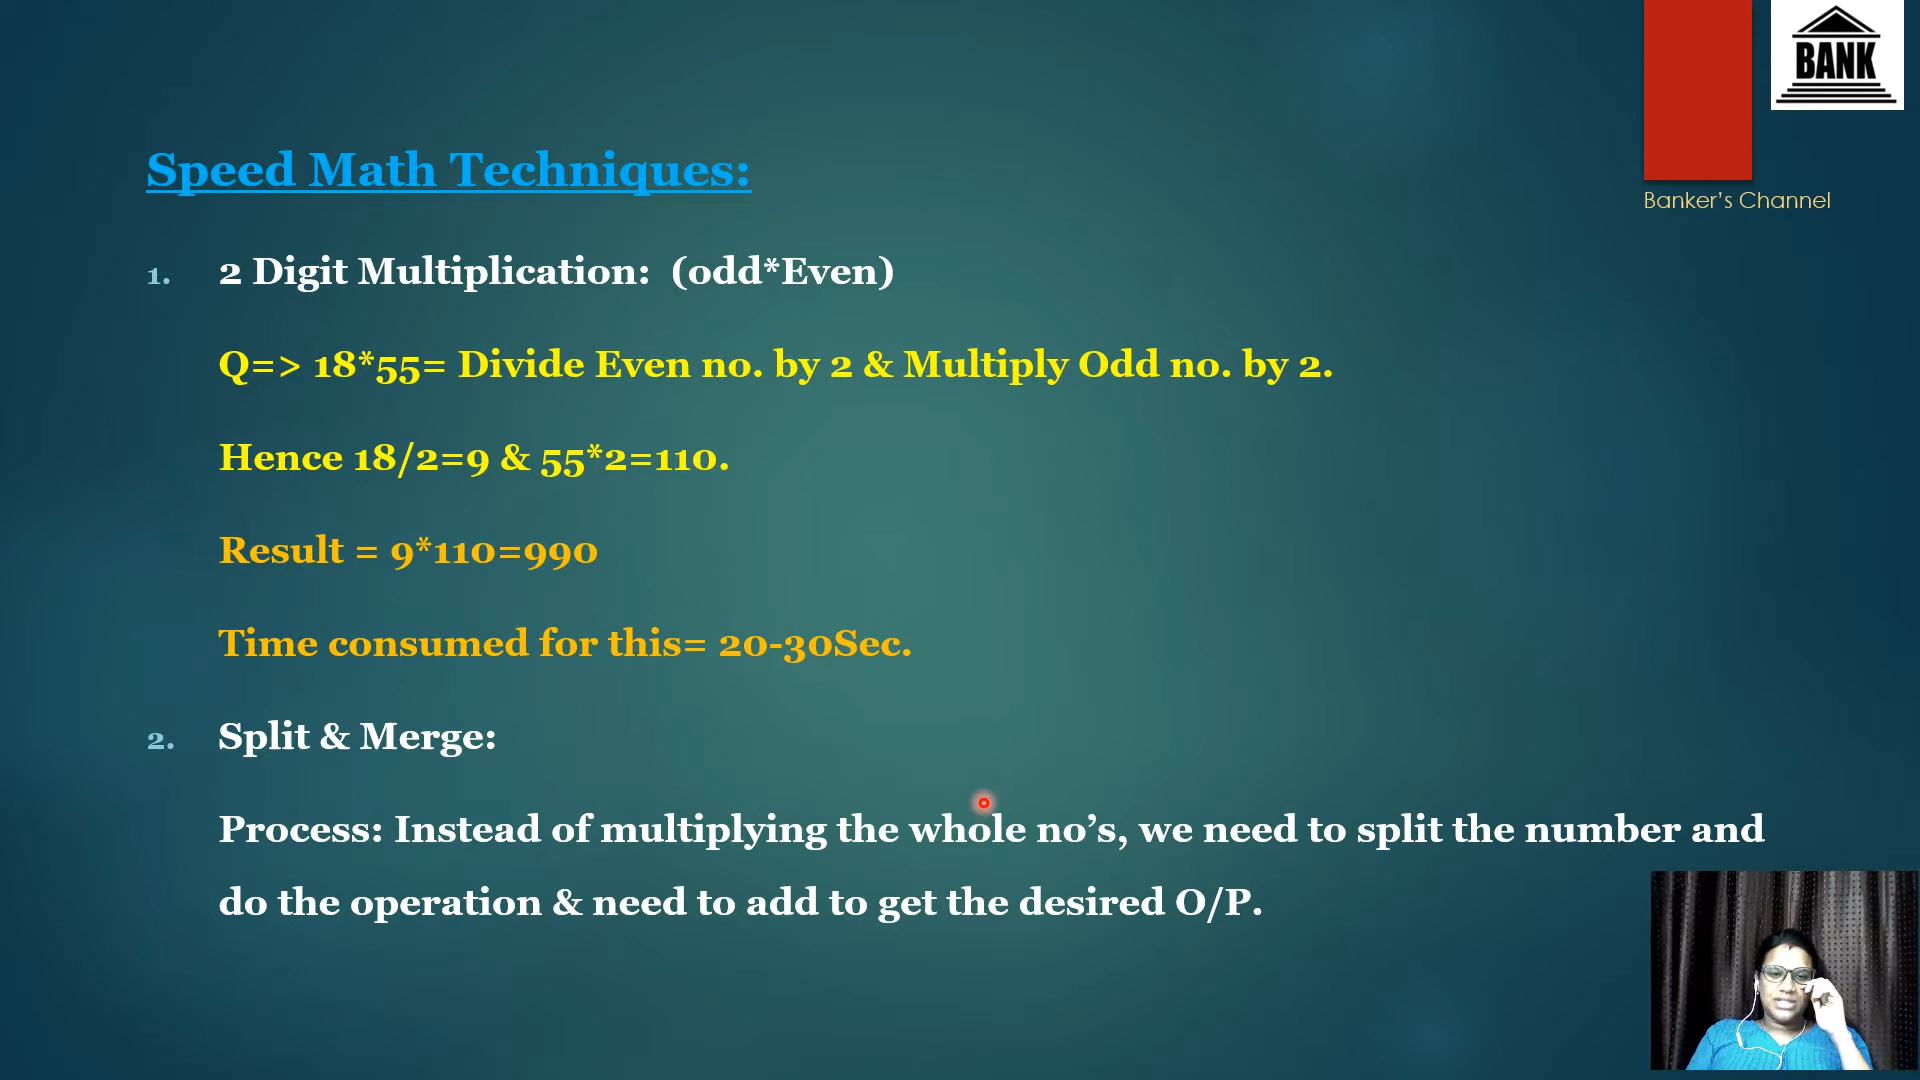 BANK
Banker’s Channel
Speed Math Techniques:
1. 2 Digit Multiplication: (odd*Even)
Q=> 18*55= Divide Even no. by 2 & Multiply Odd no. by 2.
Hence 18/2=9 & 55*2=110.
Result = 9*110=990
Time consumed for this= 20-30Sec.
2. Split & Merge:
Process: Instead of multiplying the whole no’s, we need to split the number and
do the operation & need to add to get the desired O/P.